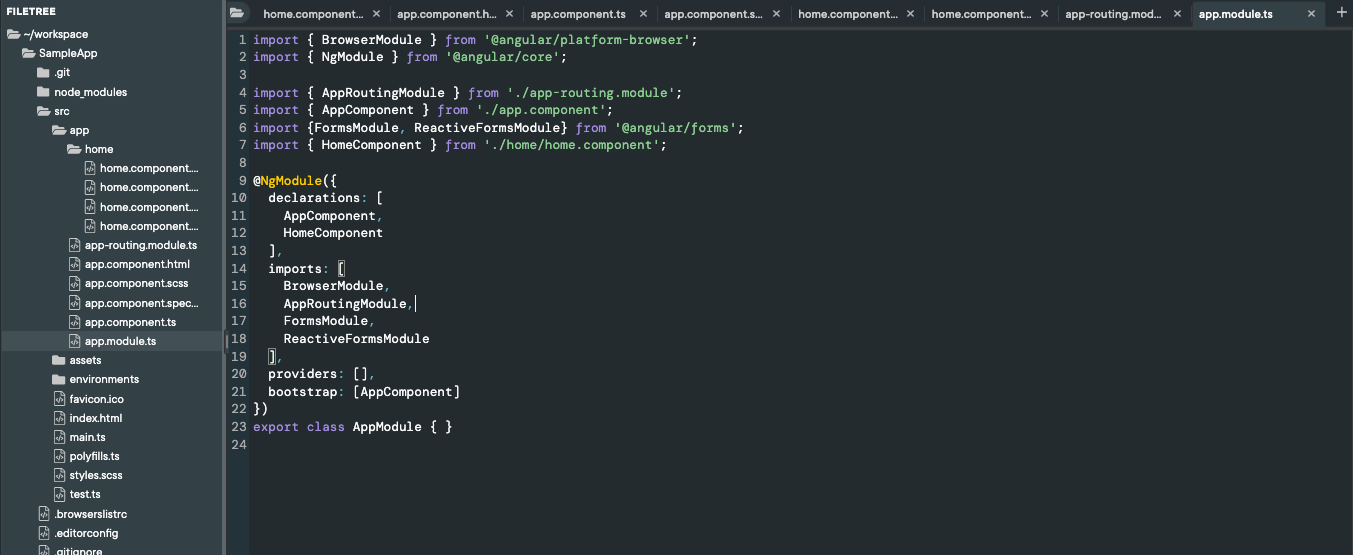 FILETREE
~/workspace
SampleApp
.git
node_modules
src
app
home
home.component....
home.component....
home.component....
home.component....
app-routing.module.ts
app.component.html
app.component.scss
app.component.spec...
app.component.ts
app.module.ts
assets
environments
favicon.ico
index.html
main.ts
polyfills.ts
styles.scss
test.ts
.browserslistrc
.editorconfig
.gitignore
home.component... × app.component.h... × app.component.ts × app.component.s... × home.component... × home.component... × app-routing.mod... × app.module.ts × +
1 import { BrowserModule } from '@angular/platform-browser';
2 import { NgModule } from '@angular/core';
3
4 import { AppRoutingModule } from './app-routing.module';
5 import { AppComponent } from './app.component';
6 import {FormsModule, ReactiveFormsModule} from '@angular/forms';
7 import { HomeComponent } from './home/home.component';
8
9 @NgModule({
10 declarations: [
11 AppComponent,
12 HomeComponent
13 ],
14 imports: [
15 BrowserModule,
16 AppRoutingModule,
17 FormsModule,
18 ReactiveFormsModule
19 ],
20 providers: [],
21 bootstrap: [AppComponent]
22 })
23 export class AppModule { }
24